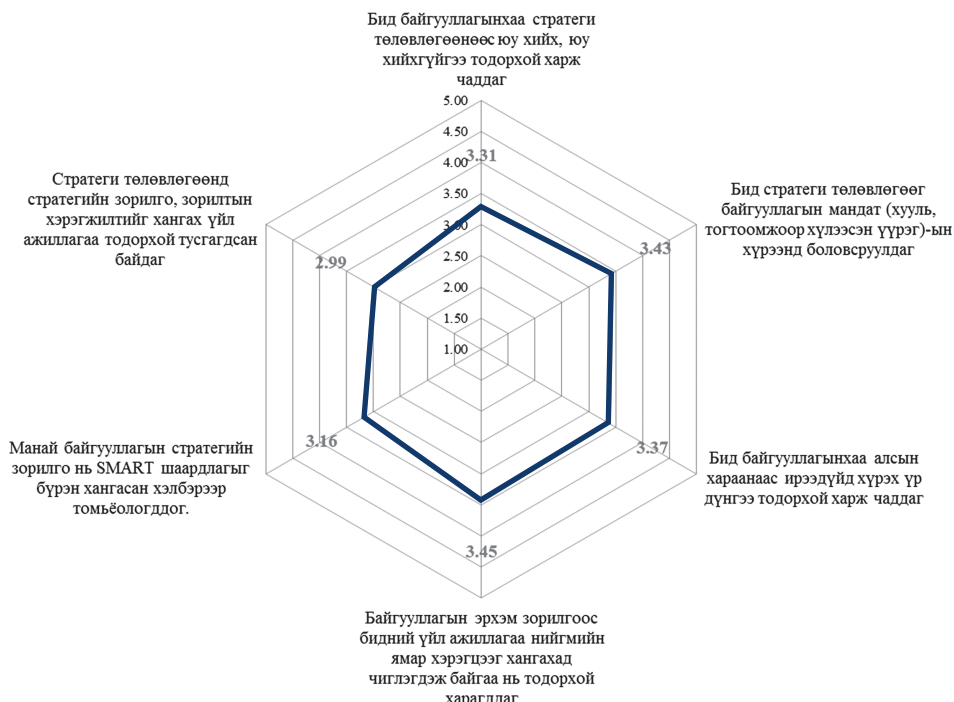 Бид байгууллагынхаа стратеги
төлөвлөгөөнөөс юу хийх, юу
хийхгүйгээ тодорхой харж
чаддаг
5.00
4.50
4.00
3.50
3.00
2.50
2.00
1.50
1.00
3.31
Бид стратеги төлөвлөгөөг
байгууллагын мандат (хууль,
тогтоомжоор хүлээсэн үүрэг)-ын
хүрээнд боловсруулдаг
3.43
Бид байгууллагынхаа алсын
хараанаас ирээдүйд хүрэх үр
дүнгээ тодорхой харж чаддаг
3.37
Байгууллагын эрхэм зорилгоос
бидний үйл ажиллагаа нийгмийн
ямар хэрэгцээг хангахад
чиглэгдэж байгаа нь тодорхой
харагддаг
3.45
Манай байгууллагын стратегийн
зорилго нь SMART шаардлагыг
бүрэн хангасан хэлбэрээр
томьёологддог.
3.16
Стратеги төлөвлөгөөнд
стратегийн зорилго, зорилтын
хэрэгжилтийг хангах үйл
ажиллагаа тодорхой тусгагдсан
байдаг
2.99